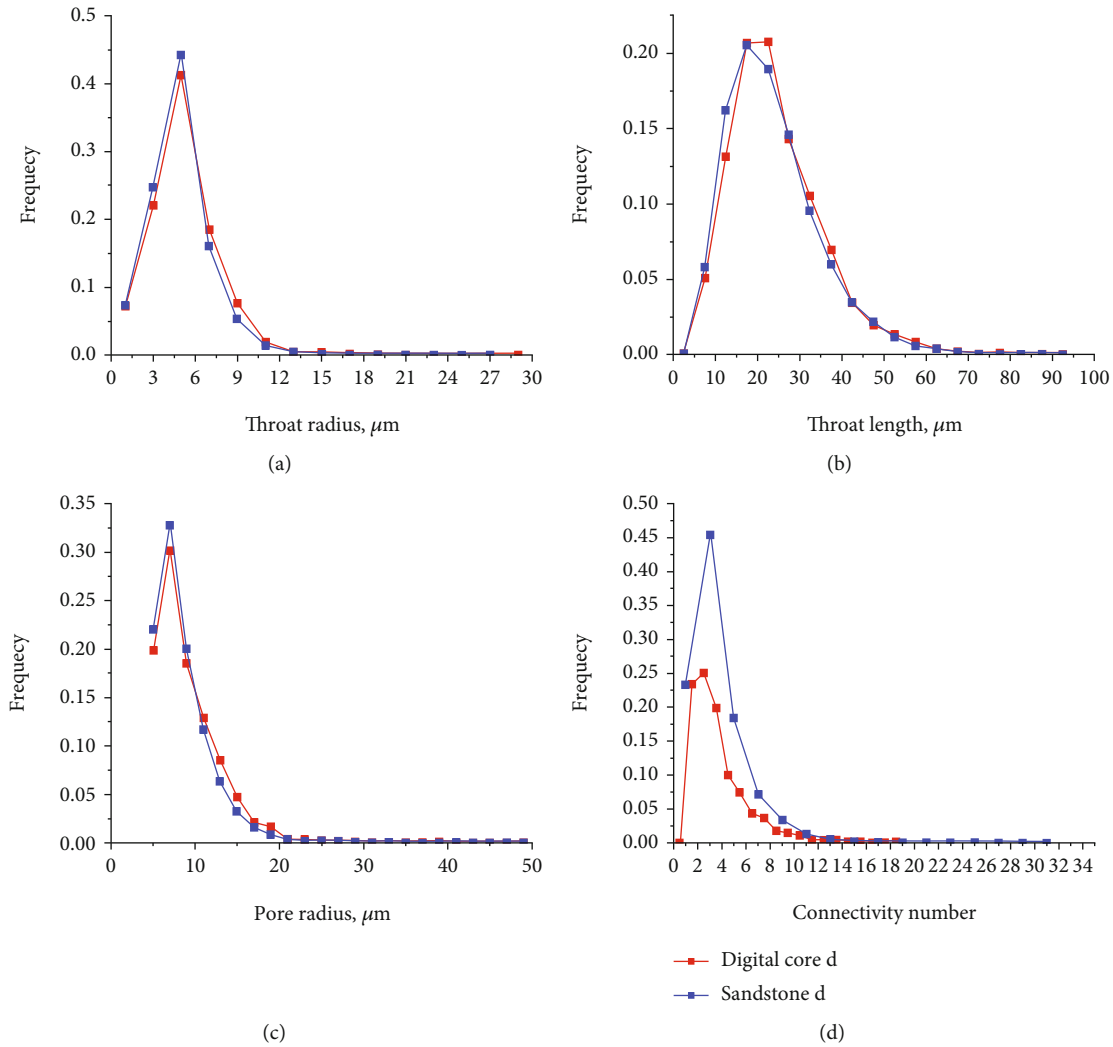 0.5
0.4
0.3
0.2
0.1
0.0
Frequecy
0 3 6 9 12 15 18 21 24 27 30
Throat radius, μm
(a)
0.20
0.15
0.10
0.05
0.00
Frequecy
0 10 20 30 40 50 60 70 80 90 100
Throat length, μm
(b)
0.35
0.30
0.25
0.20
0.15
0.10
0.05
0.00
Frequecy
0 10 20 30 40 50
Pore radius, μm
(c)
0.50
0.45
0.40
0.35
0.30
0.25
0.20
0.15
0.10
0.05
0.00
Frequecy
0 2 4 6 8 10 12 14 16 18 20 22 24 26 28 30 32 34
Connectivity number
Digital core d
Sandstone d
(d)